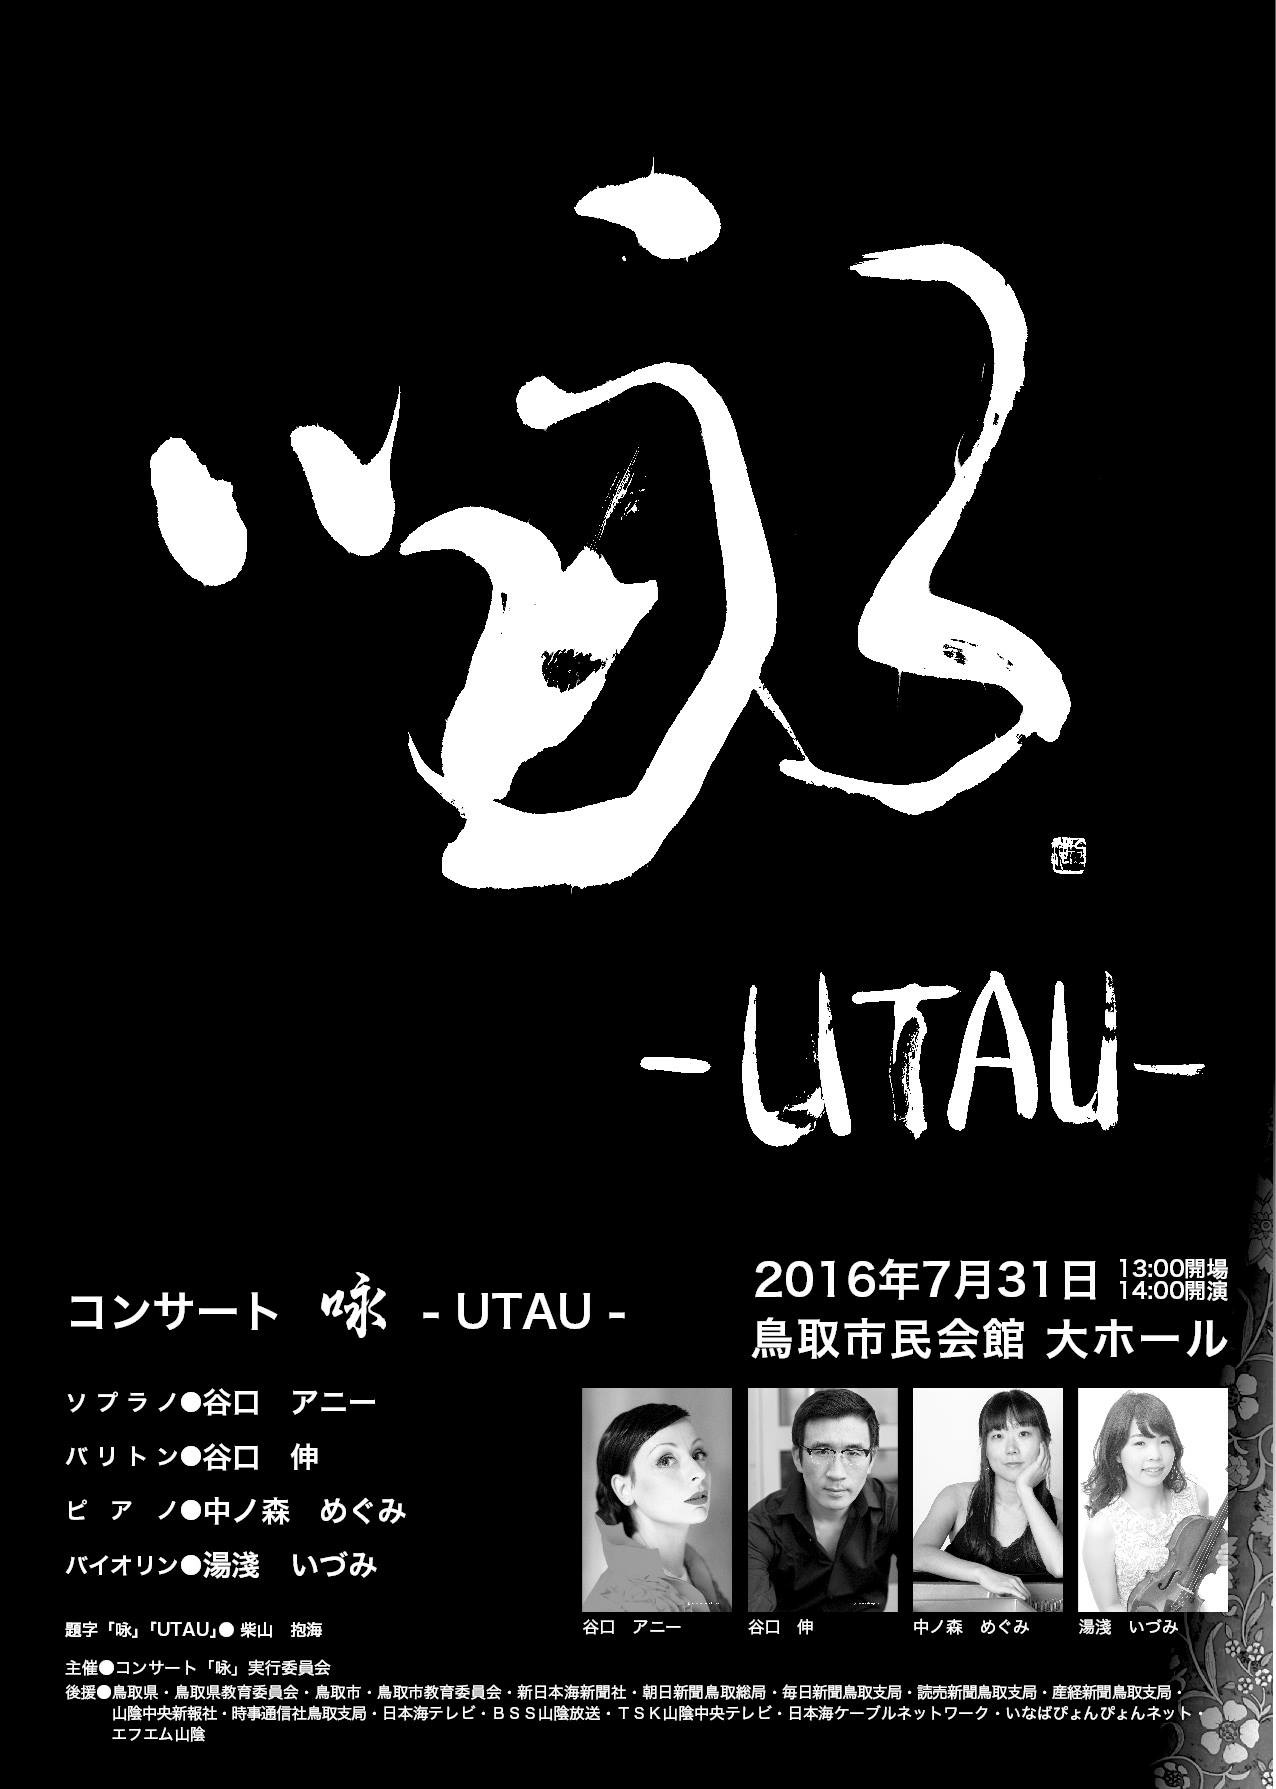 咏
-UTAU-
コンサート 咏 - UTAU -
2016年7月31日 13:00開場
14:00開演
鳥取市民会館 大ホール
ソプラノ●谷口 アニー
バリトン●谷口 伸
ピアノ●中ノ森 めぐみ
バイオリン●湯淺 いづみ
谷口 アニー
谷口 伸
中ノ森 めぐみ
湯淺 いづみ
題字「咏」「UTAU」● 柴山 抱海
主催●コンサート「咏」実行委員会
後援●鳥取県・鳥取県教育委員会・鳥取市・鳥取市教育委員会・新日本海新聞社・朝日新聞鳥取総局・毎日新聞鳥取支局・読売新聞鳥取支局・産経新聞鳥取支局・
山陰中央新報社・時事通信社鳥取支局・日本海テレビ・BSS山陰放送・TSK山陰中央テレビ・日本海ケーブルネットワーク・いなばぴょんぴょんネット・
エフエム山陰